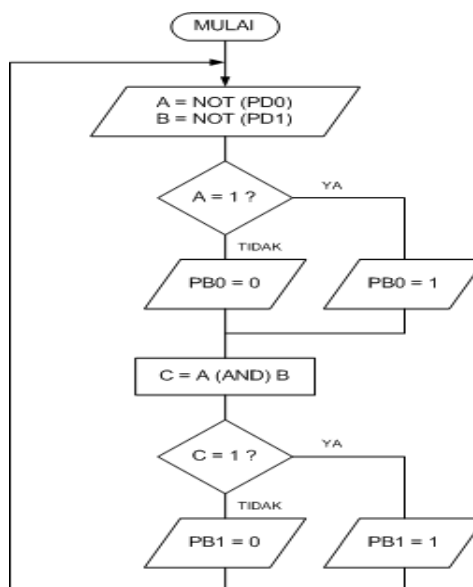 MULAI
A = NOT (PD0)
B = NOT (PD1)
A = 1 ?
YA
TIDAK
PB0 = 0
PB0 = 1
C = A (AND) B
C = 1 ?
YA
TIDAK
PB1 = 0
PB1 = 1